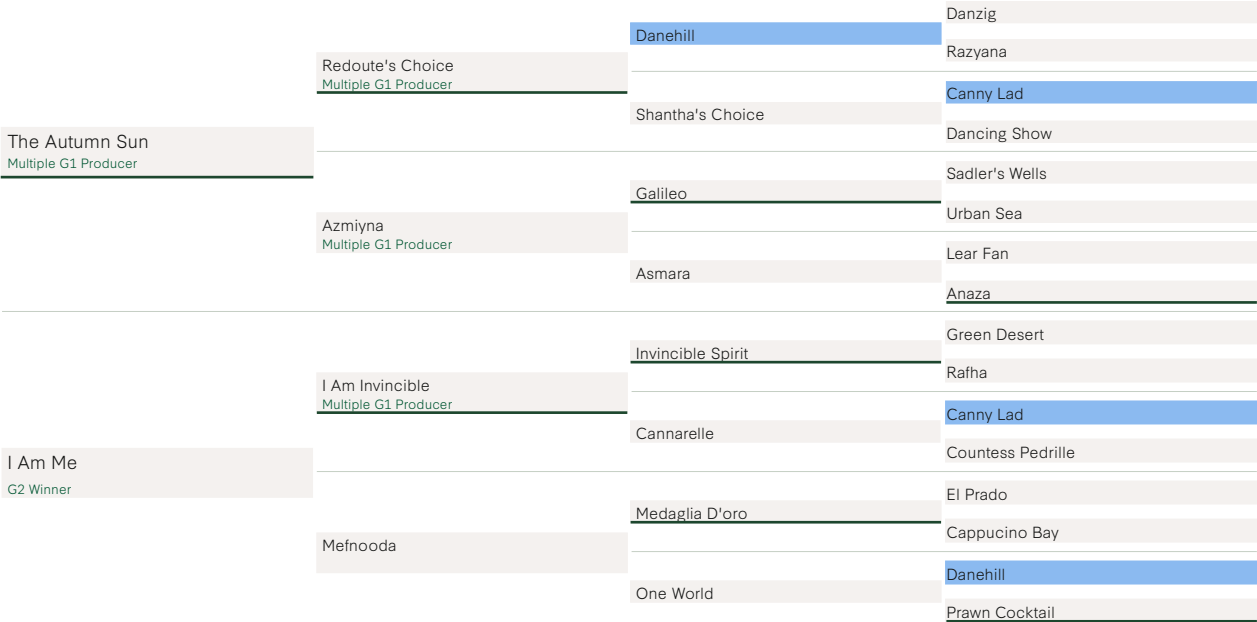 The Autumn Sun
Multiple G1 Producer
I Am Me
G2 Winner
Redoute's Choice
Multiple G1 Producer
Azmiyna
Multiple G1 Producer
I Am Invincible
Multiple G1 Producer
Mefnooda
Danehill
Shantha's Choice
Galileo
Asmara
Invincible Spirit
Cannarelle
Medaglia D'oro
One World
Danzig
Razyana
Canny Lad
Dancing Show
Sadler's Wells
Urban Sea
Lear Fan
Anaza
Green Desert
Rafha
Canny Lad
Countess Pedrille
El Prado
Cappucino Bay
Danehill
Prawn Cocktail